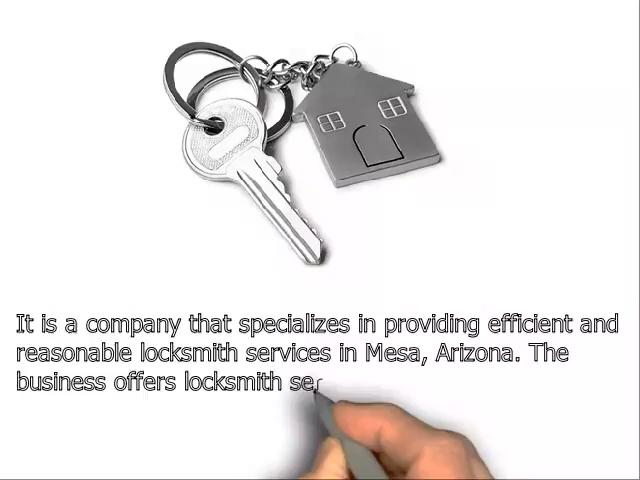 It is a company that specializes in providing efficient and
reasonable locksmith services in Mesa, Arizona. The
business offers locksmith se